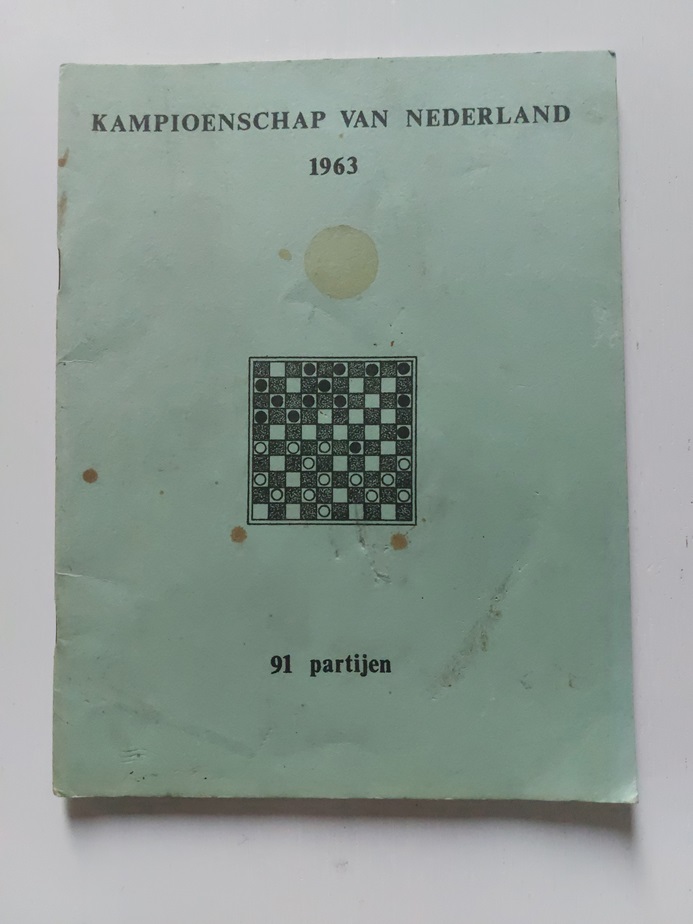 KAMPIOENSCHAP VAN NEDERLAND
1963
91 partijen